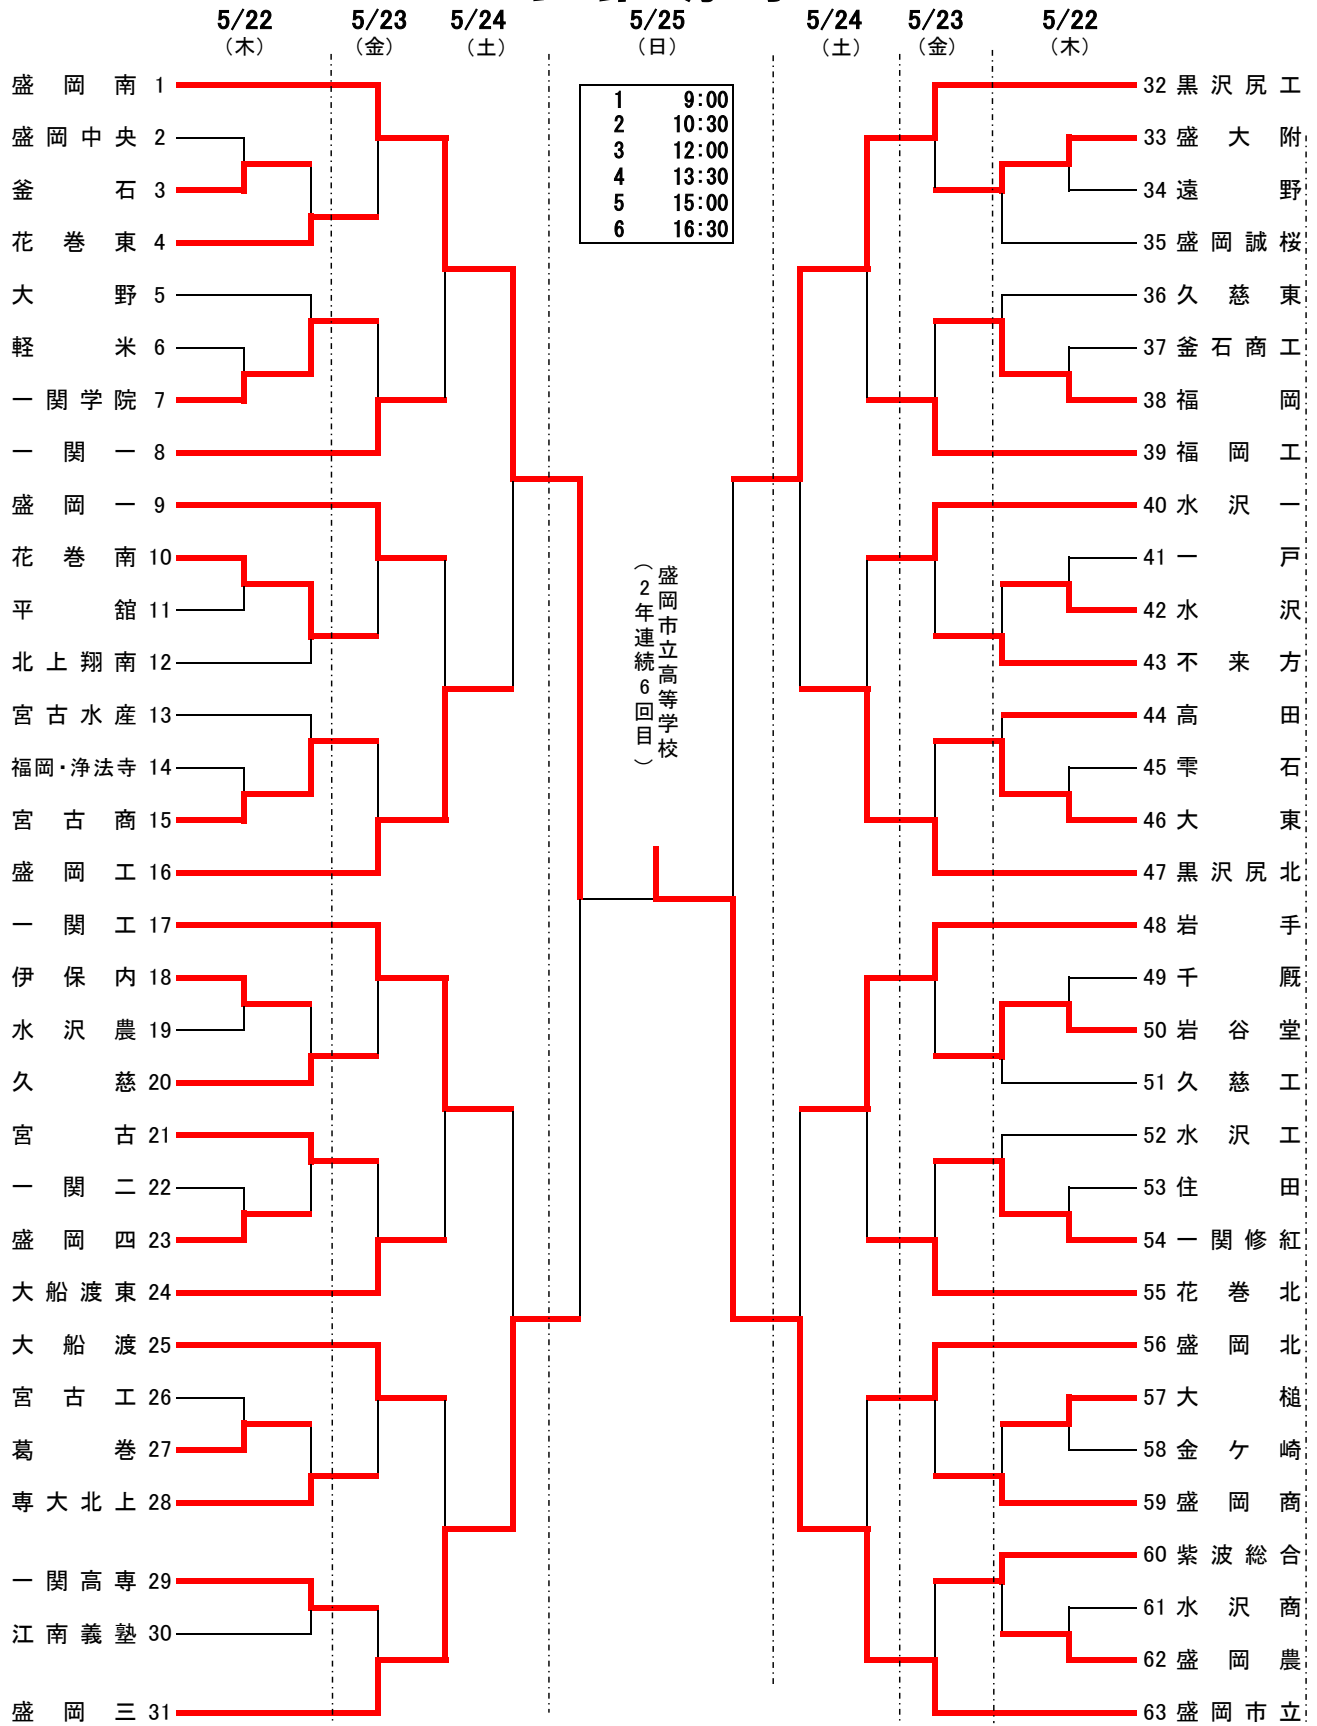 5/22 5/23 5/24 5/25 5/24 5/23 5/22
（木） （金） （土） （日） （土） （金） （木）
1 9:00
2 10:30
3 12:00
4 13:30
5 15:00
6 16:30
盛岡南 1
盛岡中央 2
釜石 3
花巻東 4
大野 5
軽米 6
一関学院 7
一関一 8
盛岡一 9
花巻南 10
平舘 11
北上翔南 12
宮古水産 13
福岡・浄法寺 14
宮古商 15
盛岡工 16
一関工 17
伊保内 18
水沢農 19
久慈 20
宮古 21
一関二 22
盛岡四 23
大船渡東 24
大船渡 25
宮古工 26
葛巻 27
専大北上 28
一関高専 29
江南義塾 30
盛岡三 31
盛岡市立高等学校
（2年連続6回目）
32 黒沢尻工
33 盛大附
34 遠野
35 盛岡誠桜
36 久慈東
37 釜石商工
38 福岡
39 福岡工
40 水沢一
41 一戸
42 水沢
43 不来方
44 高田
45 雫石
46 大東
47 黒沢尻北
48 岩手
49 千厩
50 岩谷堂
51 久慈工
52 水沢工
53 住田
54 一関修紅
55 花巻北
56 盛岡北
57 大槌
58 金ケ崎
59 盛岡商
60 紫波総合
61 水沢商
62 盛岡農
63 盛岡市立